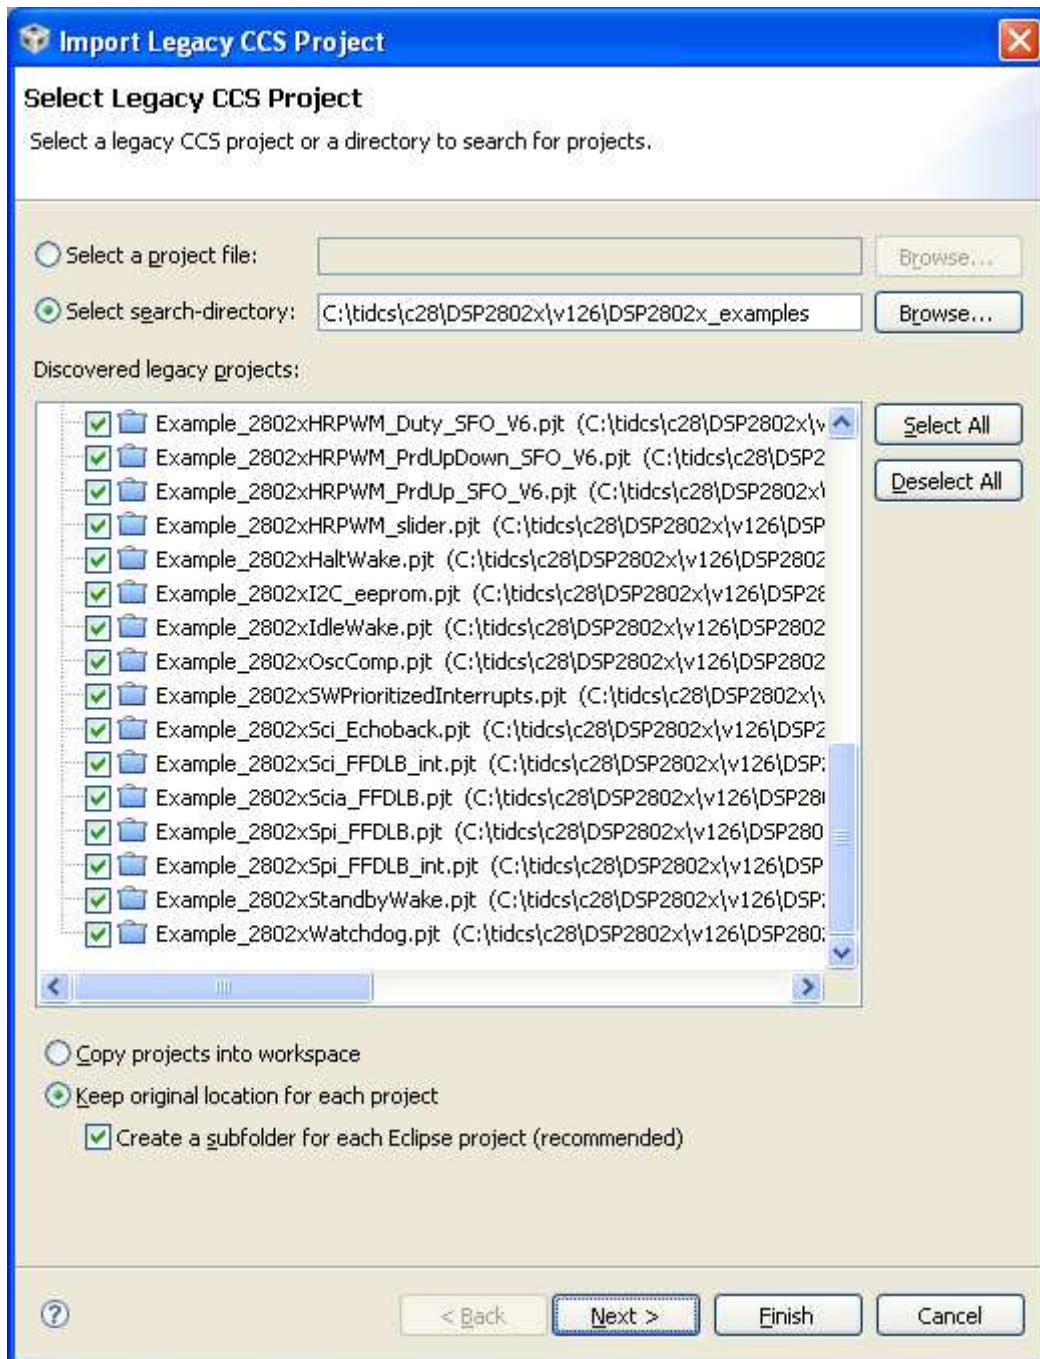 Import Legacy CCS Project
Select Legacy CCS Project
Select a legacy CCS project or a directory to search for projects.
Select a project file: Browse...
Select search-directory: C:\tidcs\c28\DSP2802x\v126\DSP2802x_examples Browse...
Discovered legacy projects:
Example_2802xHRPWM_Duty_SFO_V6.pjt (C:\tidcs\c28\DSP2802x\v
Select All
Example_2802xHRPWM_PrdUpDown_SFO_V6.pjt (C:\tidcs\c28\DSP2
Deselect All
Example_2802xHRPWM_PrdUp_SFO_V6.pjt (C:\tidcs\c28\DSP2802x\
Example_2802xHRPWM_slider.pjt (C:\tidcs\c28\DSP2802x\v126\DSP
Example_2802xHaltWake.pjt (C:\tidcs\c28\DSP2802x\v126\DSP2802
Example_2802xI2C_eeprom.pjt (C:\tidcs\c28\DSP2802x\v126\DSP28
Example_2802xIdleWake.pjt (C:\tidcs\c28\DSP2802x\v126\DSP2802
Example_2802xOscComp.pjt (C:\tidcs\c28\DSP2802x\v126\DSP2802
Example_2802xSWPrioritizedInterrupts.pjt (C:\tidcs\c28\DSP2802x\v
Example_2802xSci_Echoback.pjt (C:\tidcs\c28\DSP2802x\v126\DSP2
Example_2802xSci_FFDLB_int.pjt (C:\tidcs\c28\DSP2802x\v126\DSP
Example_2802xScia_FFDLB.pjt (C:\tidcs\c28\DSP2802x\v126\DSP28
Example_2802xSpi_FFDLB.pjt (C:\tidcs\c28\DSP2802x\v126\DSP280
Example_2802xSpi_FFDLB_int.pjt (C:\tidcs\c28\DSP2802x\v126\DSP
Example_2802xStandbyWake.pjt (C:\tidcs\c28\DSP2802x\v126\DSP
Example_2802xWatchdog.pjt (C:\tidcs\c28\DSP2802x\v126\DSP280
Copy projects into workspace
Keep original location for each project
Create a subfolder for each Eclipse project (recommended)
? < Back Next > Finish Cancel